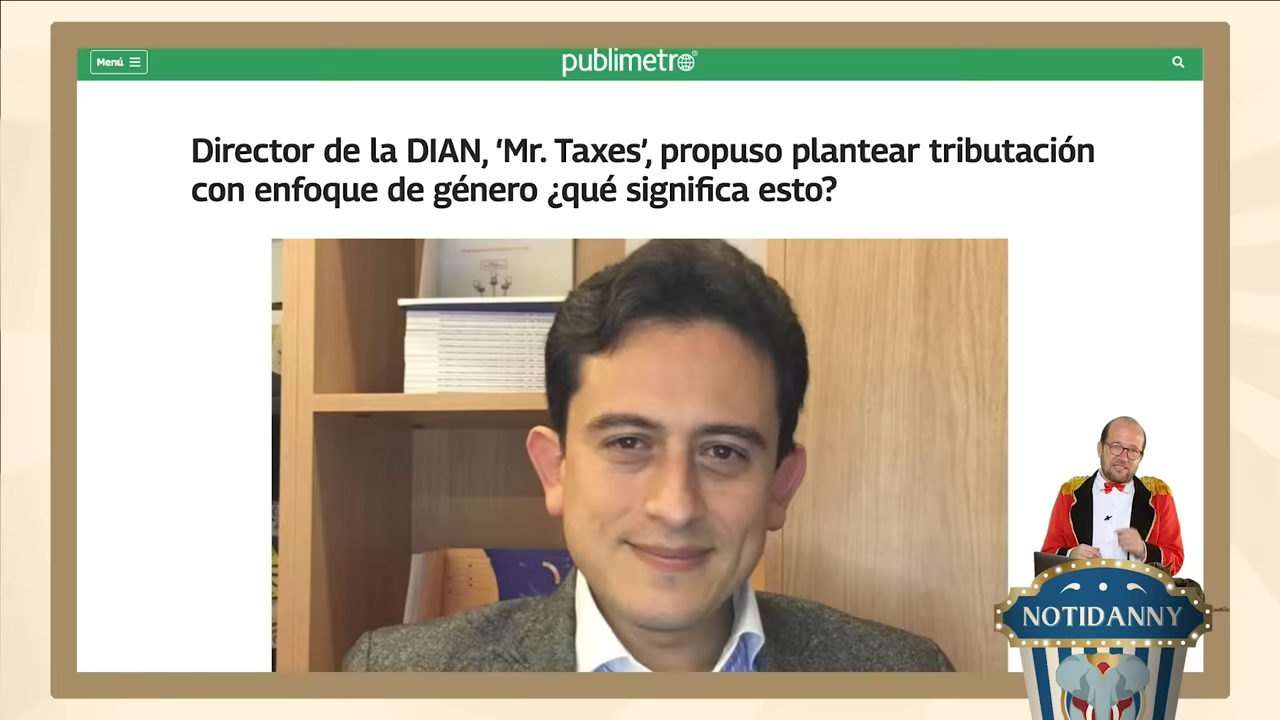 Menú
publimetro
Director de la DIAN, ‘Mr. Taxes’, propuso plantear tributación
con enfoque de género ¿qué significa esto?
NOTIDANNY